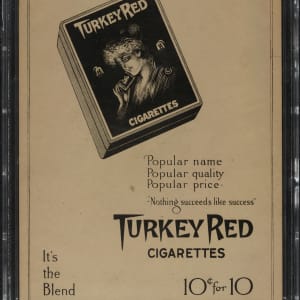 TURKEY RED
CIGARETTES
Popular name
Popular quality
Popular price
"Nothing succeeds like success"
TURKEY RED
CIGARETTES
It's
the
Blend
10¢ for 10